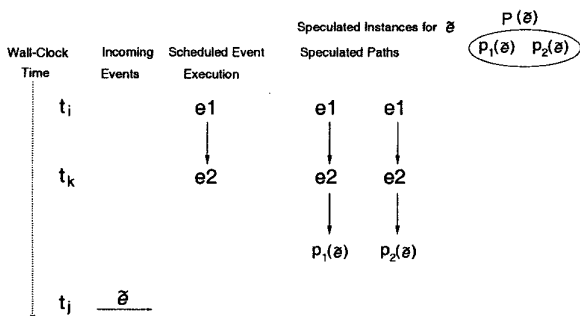 Speculated Instances for ẽ
P(ẽ)
Wall-Clock Time
Incoming Events
Scheduled Event Execution
Speculated Paths
p₁(ẽ) p₂(ẽ)
tᵢ e1 e1 e1
tₖ e2 e2 e2
p₁(ẽ) p₂(ẽ)
tⱼ ẽ